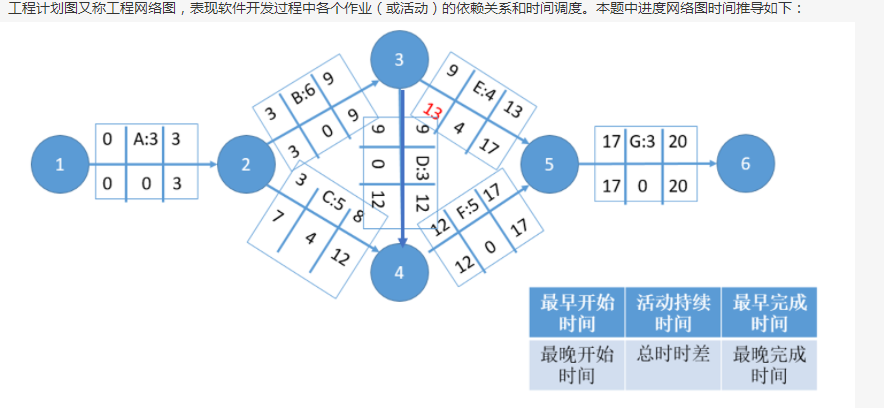 工程计划图又称工程网络图，表现软件开发过程中各个作业（或活动）的依赖关系和时间调度。本题中进度网络图时间推导如下：
3
9 E:4 13
13 4 17
3 B:6 9
3 0 9
0 A:3 3
0 0 3
1
2
9 D:3 12
9 0 12
5
17 G:3 20
17 0 20
6
3 C:5 8
7 4 12
12 F:5 17
12 0 17
4
最早开始时间 活动持续时间 最早完成时间
最晚开始时间 总时时差 最晚完成时间